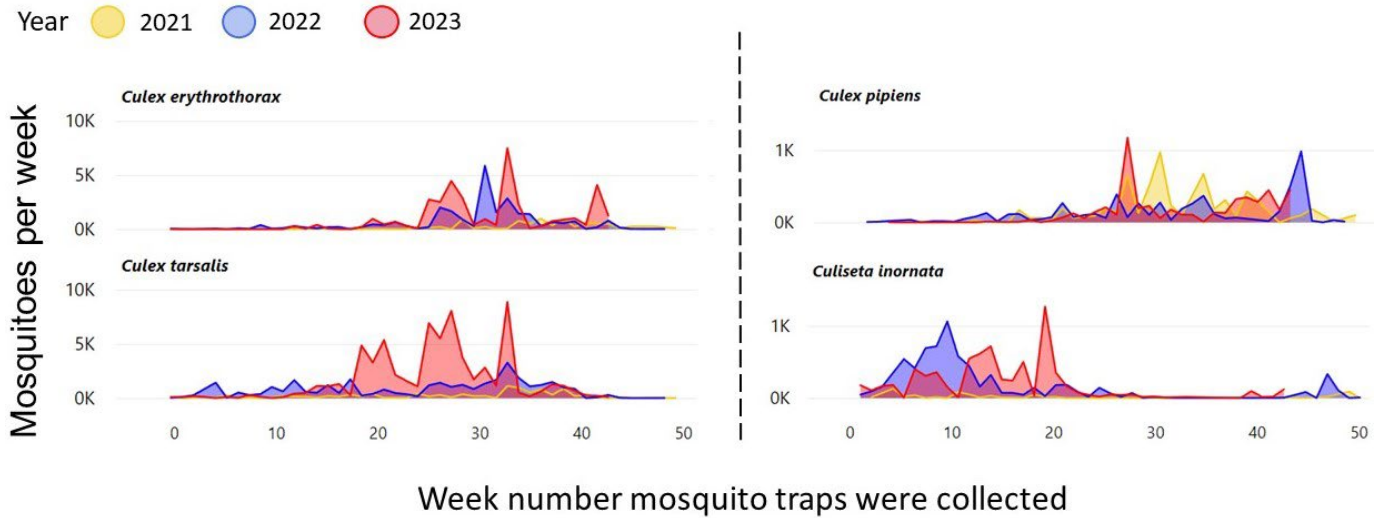 Year 2021 2022 2023
Mosquitoes per week
Culex erythrothorax
10K
5K
0K
Culex tarsalis
10K
5K
0K
0 10 20 30 40 50
Culex pipiens
1K
0K
Culiseta inornata
1K
0K
0 10 20 30 40 50
Week number mosquito traps were collected